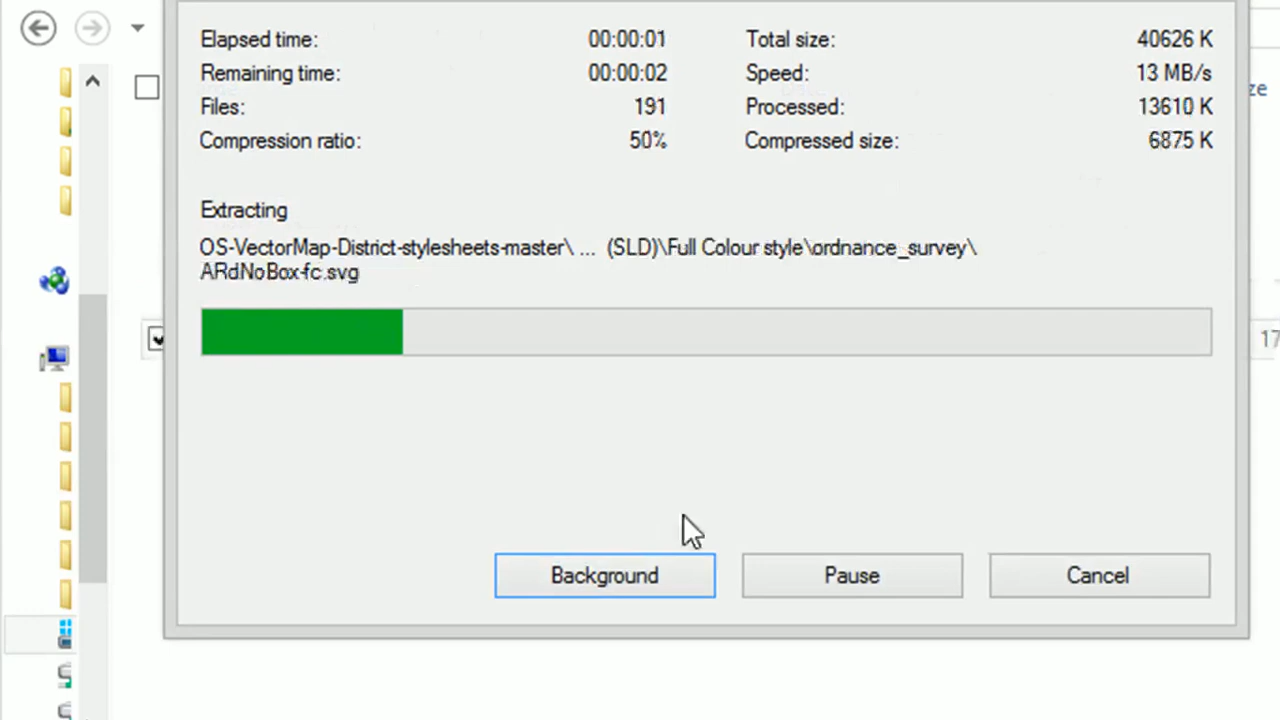 Elapsed time: 00:00:01 Total size: 40626 K
Remaining time: 00:00:02 Speed: 13 MB/s
ze
Files: 191 Processed: 13610 K
Compression ratio: 50% Compressed size: 6875 K
Extracting
OS-VectorMap-District-stylesheets-master\ ... (SLD)\Full Colour style\ordnance_survey\
ARdNoBox-fc.svg
17
Background Pause Cancel